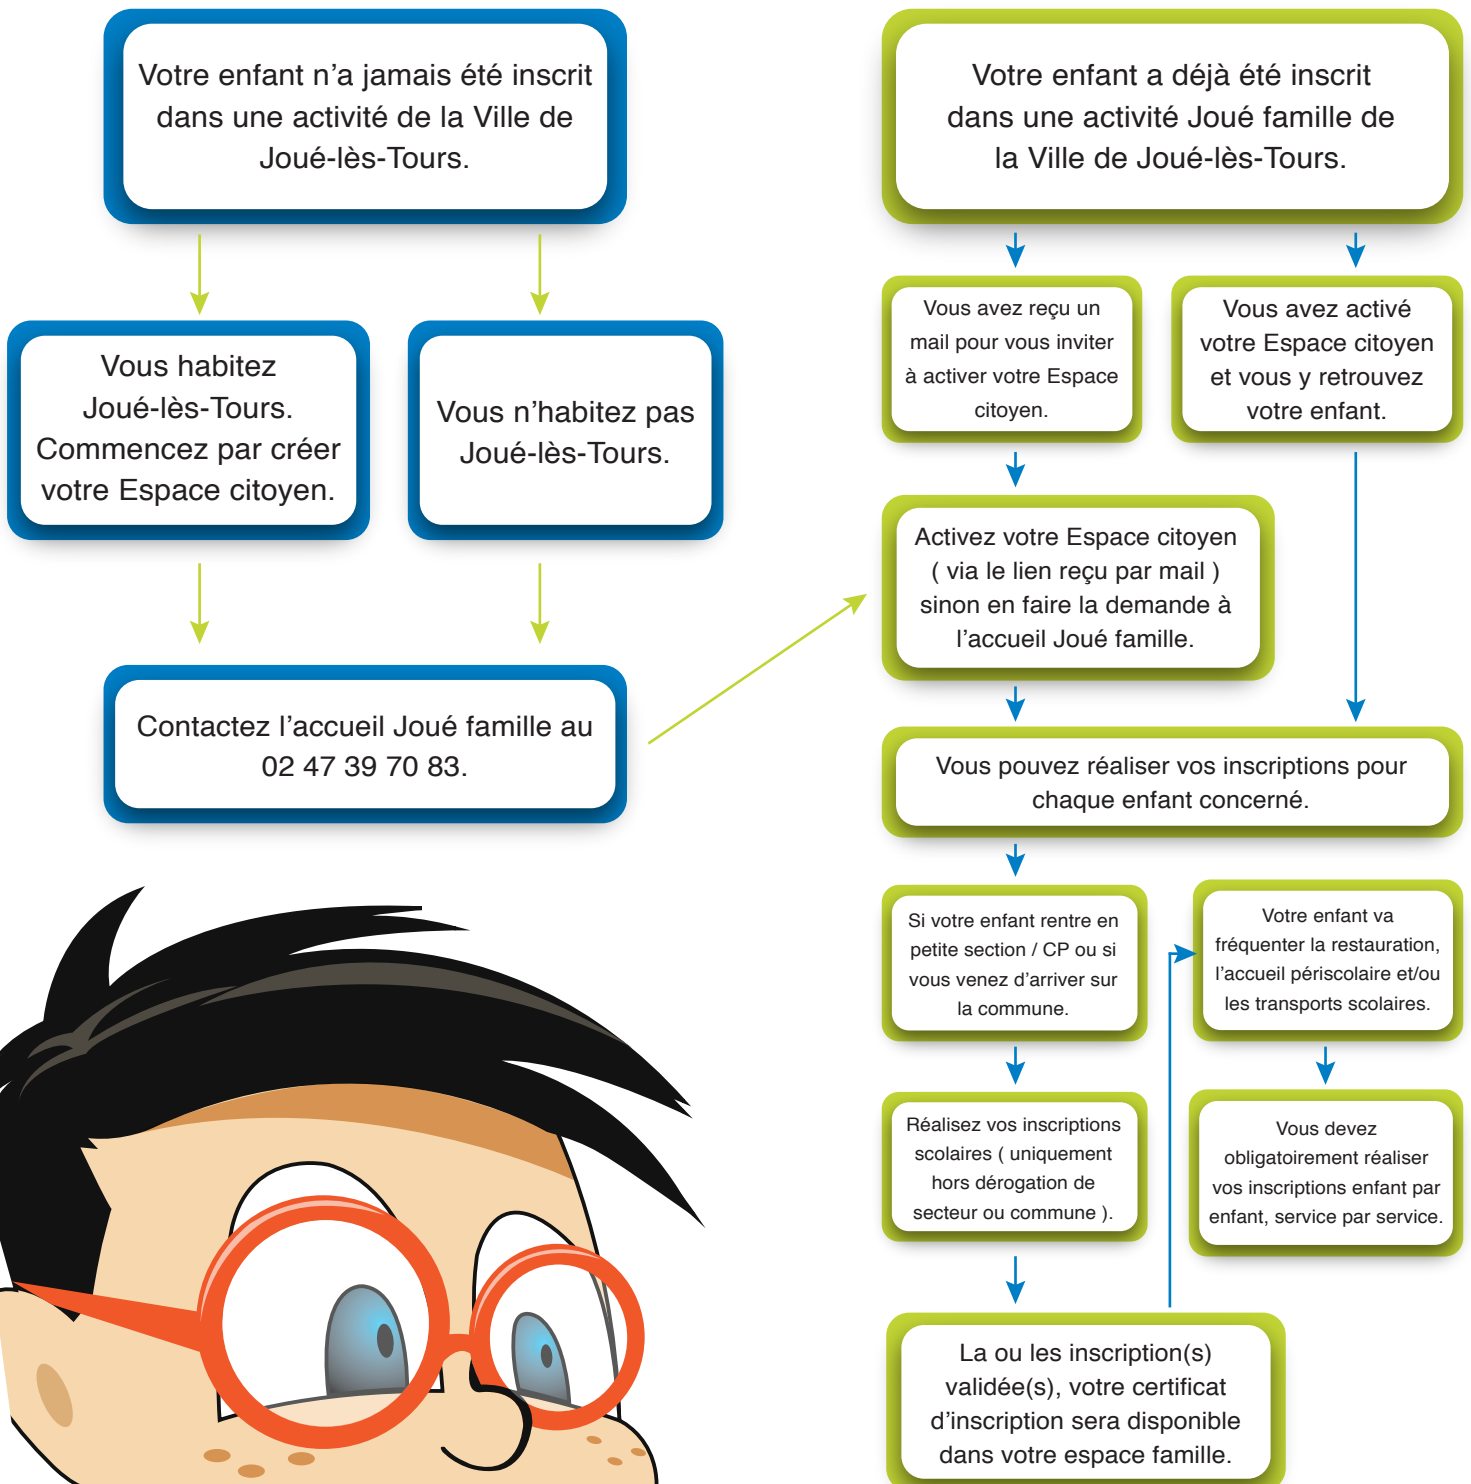 Votre enfant n’a jamais été inscrit
dans une activité de la Ville de
Joué-lès-Tours.
Vous habitez
Joué-lès-Tours.
Commencez par créer
votre Espace citoyen.
Vous n’habitez pas
Joué-lès-Tours.
Contactez l’accueil Joué famille au
02 47 39 70 83.
Votre enfant a déjà été inscrit
dans une activité Joué famille de
la Ville de Joué-lès-Tours.
Vous avez reçu un
mail pour vous inviter
à activer votre Espace
citoyen.
Vous avez activé
votre Espace citoyen
et vous y retrouvez
votre enfant.
Activez votre Espace citoyen
( via le lien reçu par mail )
sinon en faire la demande à
l’accueil Joué famille.
Vous pouvez réaliser vos inscriptions pour
chaque enfant concerné.
Si votre enfant rentre en
petite section / CP ou si
vous venez d’arriver sur
la commune.
Réalisez vos inscriptions
scolaires ( uniquement
hors dérogation de
secteur ou commune ).
La ou les inscription(s)
validée(s), votre certificat
d’inscription sera disponible
dans votre espace famille.
Votre enfant va
fréquenter la restauration,
l’accueil périscolaire et/ou
les transports scolaires.
Vous devez
obligatoirement réaliser
vos inscriptions enfant par
enfant, service par service.